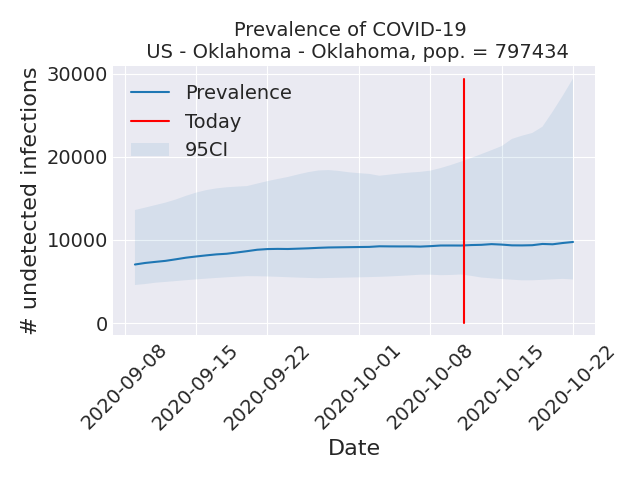 Prevalence of COVID-19
US - Oklahoma - Oklahoma, pop. = 797434
# undetected infections
30000
20000
10000
0
Prevalence
Today
95CI
2020-09-08
2020-09-15
2020-09-22
2020-10-01
2020-10-08
2020-10-15
2020-10-22
Date